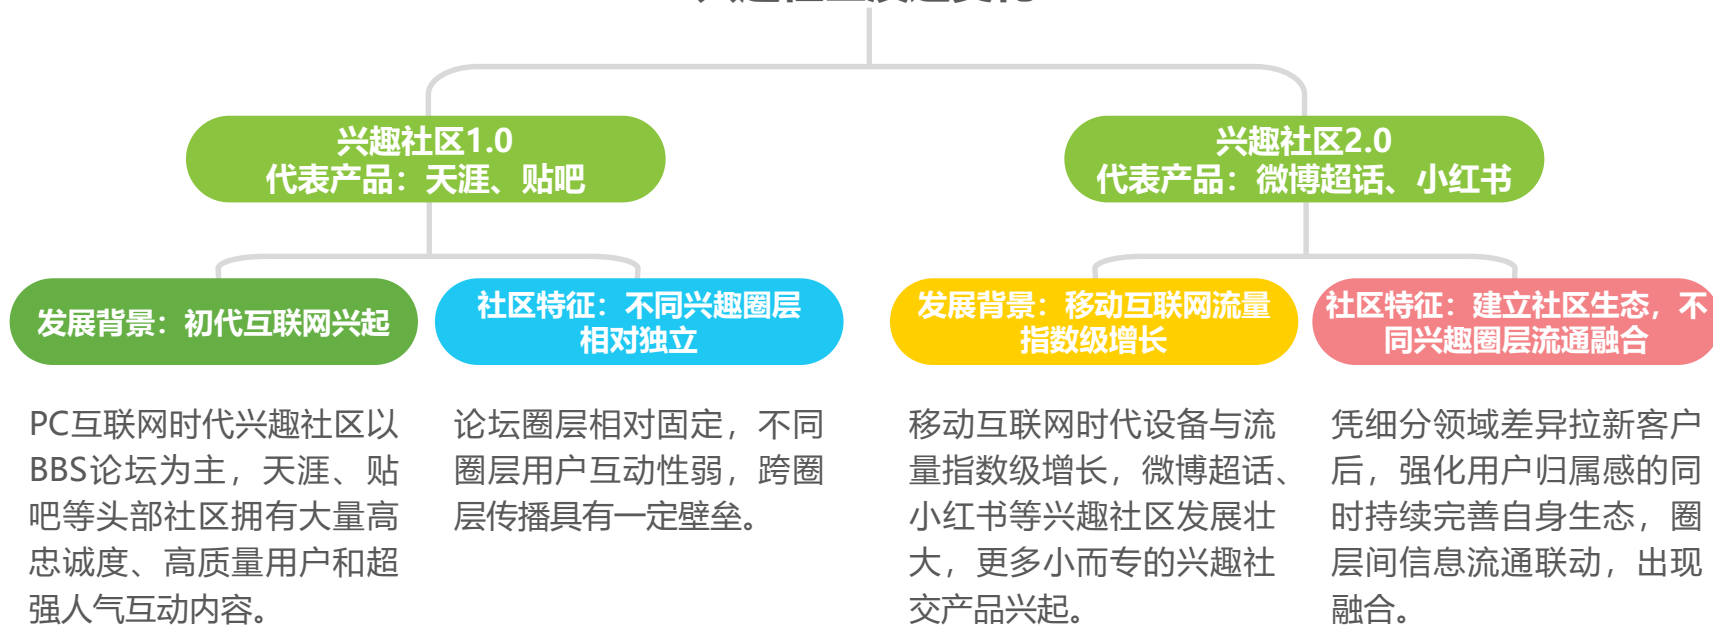 兴趣社区1.0
代表产品：天涯、贴吧
兴趣社区2.0
代表产品：微博超话、小红书
发展背景：初代互联网兴起
社区特征：不同兴趣圈层
相对独立
发展背景：移动互联网流量
指数级增长
社区特征：建立社区生态，不
同兴趣圈层流通融合
PC互联网时代兴趣社区以
BBS论坛为主，天涯、贴
吧等头部社区拥有大量高
忠诚度、高质量用户和超
强人气互动内容。
论坛圈层相对固定，不同
圈层用户互动性弱，跨圈
层传播具有一定壁垒。
移动互联网时代设备与流
量指数级增长，微博超话、
小红书等兴趣社区发展壮
大，更多小而专的兴趣社
交产品兴起。
凭细分领域差异拉新客户
后，强化用户归属感的同
时持续完善自身生态，圈
层间信息流通联动，出现
融合。